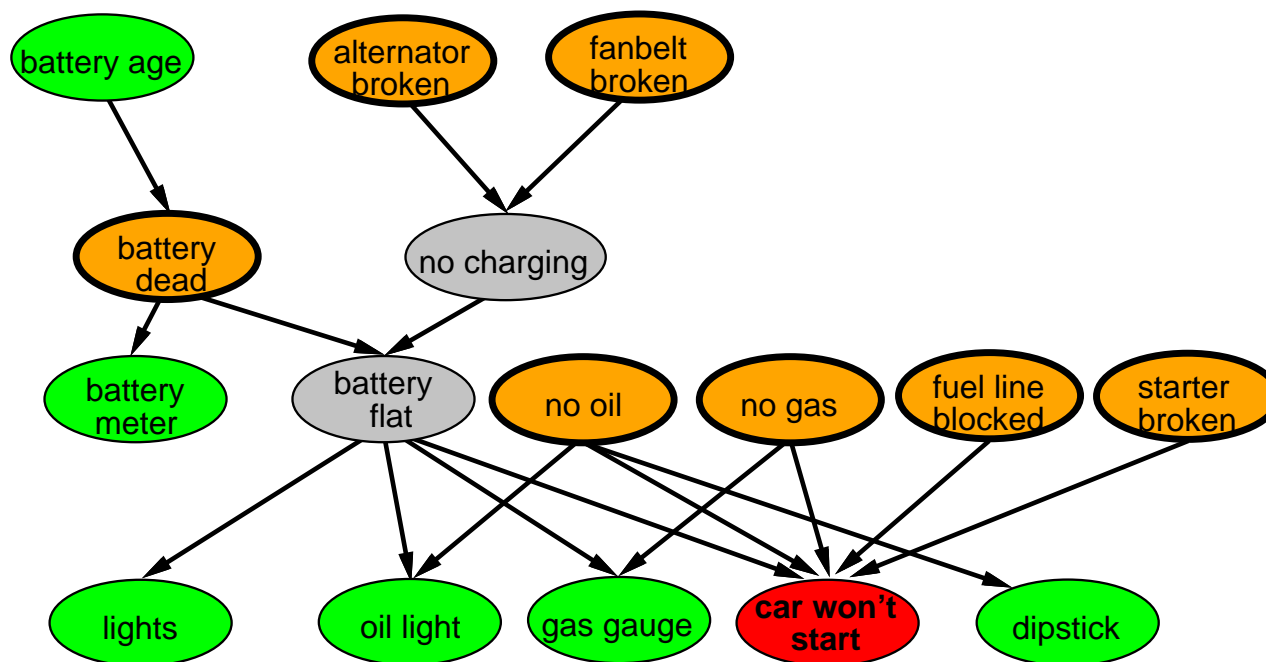 battery age
alternator
broken
fanbelt
broken
battery
dead
no charging
battery
meter
battery
flat
no oil
no gas
fuel line
blocked
starter
broken
lights
oil light
gas gauge
car won’t
start
dipstick